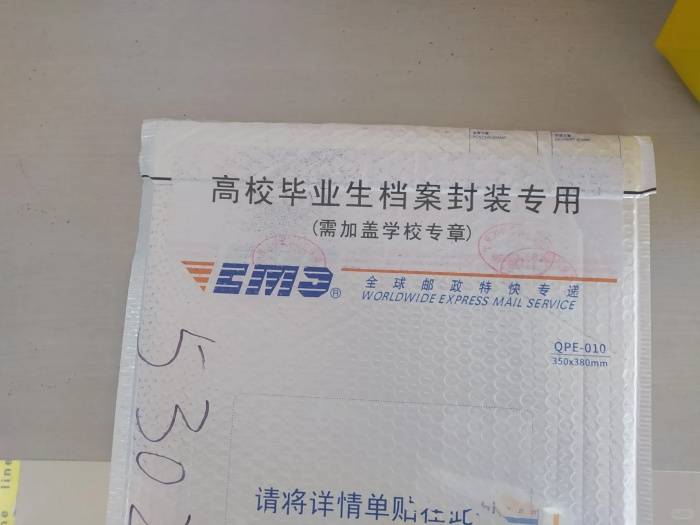 高校毕业生档案封装专用
(需加盖学校专章)
EMS®
全球邮政特快专递
WORLDWIDE EXPRESS MAIL SERVICE
QPE-010
350x380mm
5302
请将详情单贴在此
line